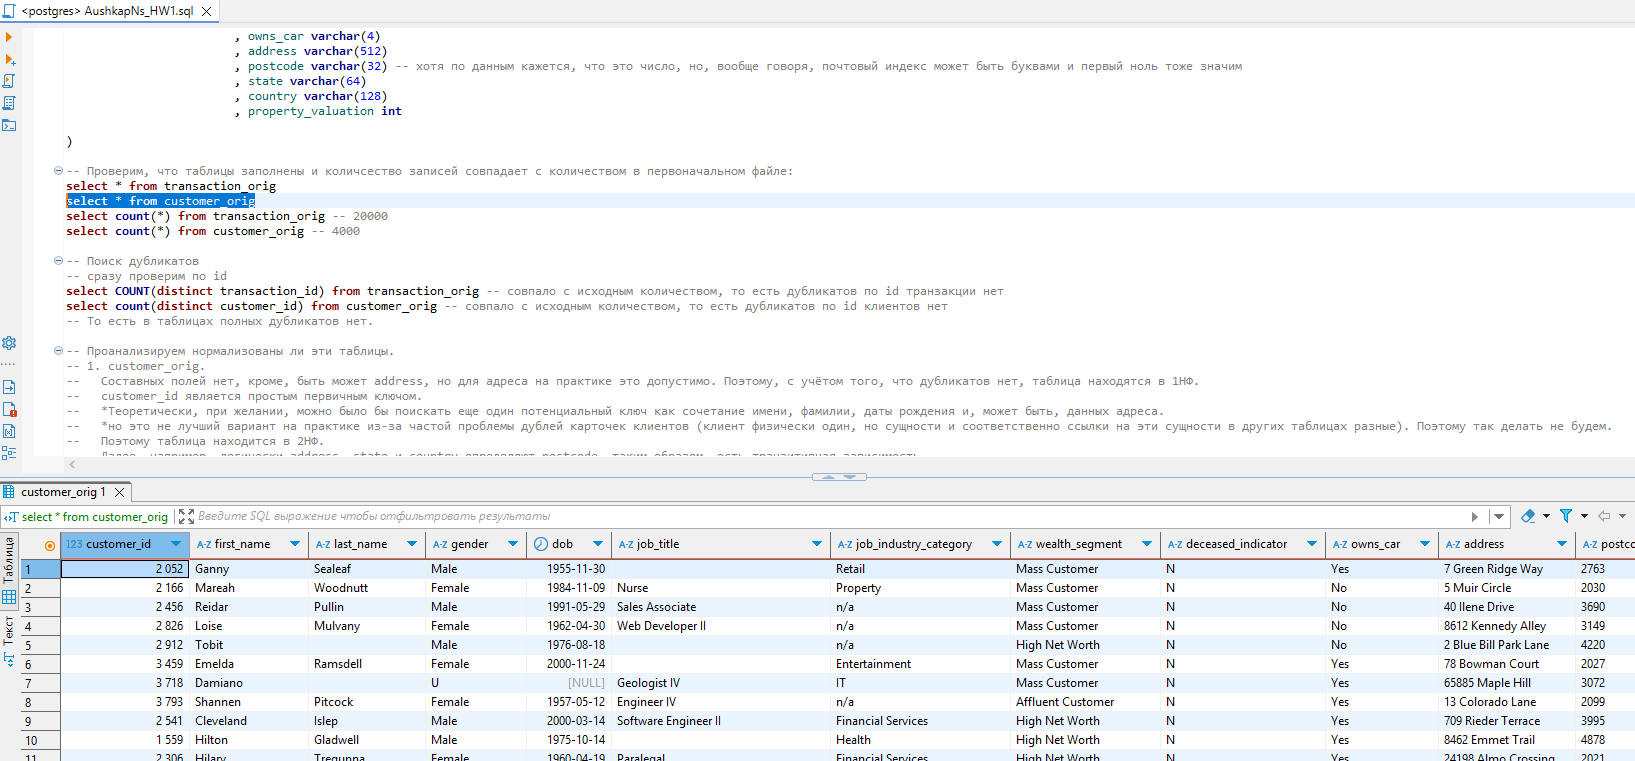 <postgres> AushkapNs_HW1.sql
, owns_car varchar(4)
, address varchar(512)
, postcode varchar(32) -- хотя по данным кажется, что это число, но, вообще говоря, почтовый индекс может быть буквами и первый ноль тоже значим
, state varchar(64)
, country varchar(128)
, property_valuation int
)
-- Проверим, что таблицы заполнены и количсество записей совпадает с количеством в первоначальном файле:
select * from transaction_orig
select * from customer_orig
select count(*) from transaction_orig -- 20000
select count(*) from customer_orig -- 4000
-- Поиск дубликатов
-- сразу проверим по id
select COUNT(distinct transaction_id) from transaction_orig -- совпало с исходным количеством, то есть дубликатов по id транзакции нет
select count(distinct customer_id) from customer_orig -- совпало с исходным количеством, то есть дубликатов по id клиентов нет
-- То есть в таблицах полных дубликатов нет.
-- Проанализируем нормализованы ли эти таблицы.
-- 1. customer_orig.
-- Составных полей нет, кроме, быть может address, но для адреса на практике это допустимо. Поэтому, с учётом того, что дубликатов нет, таблица находятся в 1НФ.
-- customer_id является простым первичным ключом.
-- *Теоретически, при желании, можно было бы поискать еще один потенциальный ключ как сочетание имени, фамилии, даты рождения и, может быть, данных адреса.
-- *но это не лучший вариант на практике из-за частой проблемы дублей карточек клиентов (клиент физически один, но сущности и соответственно ссылки на эти сущности в других таблицах разные). Поэтому так делать не будем.
-- Поэтому таблица находится в 2НФ.
-- Далее, например, логически address, state и country определяют postcode, таким образом, есть транзитивная зависимость
customer_orig 1
select * from customer_orig Введите SQL выражение чтобы отфильтровать результаты
Таблица
Текст
123 customer_id A-Z first_name A-Z last_name A-Z gender dob A-Z job_title A-Z job_industry_category A-Z wealth_segment A-Z deceased_indicator A-Z owns_car A-Z address A-Z postco
1 2 052 Ganny Sealeaf Male 1955-11-30 Retail Mass Customer N Yes 7 Green Ridge Way 2763
2 2 166 Mareah Woodnutt Female 1984-11-09 Nurse Property Mass Customer N No 5 Muir Circle 2030
3 2 456 Reidar Pullin Male 1991-05-29 Sales Associate n/a Mass Customer N No 40 Ilene Drive 3690
4 2 826 Loise Mulvany Female 1962-04-30 Web Developer II n/a Mass Customer N No 8612 Kennedy Alley 3149
5 2 912 Tobit Male 1976-08-18 n/a High Net Worth N No 2 Blue Bill Park Lane 4220
6 3 459 Emelda Ramsdell Female 2000-11-24 Entertainment Mass Customer N Yes 78 Bowman Court 2027
7 3 718 Damiano U [NULL] Geologist IV IT Mass Customer N Yes 65885 Maple Hill 3072
8 3 793 Shannen Pitcock Female 1957-05-12 Engineer IV n/a Affluent Customer N Yes 13 Colorado Lane 2099
9 2 541 Cleveland Islep Male 2000-03-14 Software Engineer II Financial Services High Net Worth N Yes 709 Rieder Terrace 3995
10 1 559 Hilton Gladwell Male 1975-10-14 Health High Net Worth N Yes 8462 Emmet Trail 4878
11 2 306 Hilary Tregunna Female 1960-04-19 Paralegal Financial Services High Net Worth N Yes 24198 Almo Crossing 2021